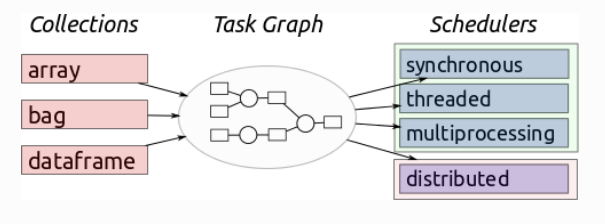 Collections
Task Graph
Schedulers
array
bag
dataframe
synchronous
threaded
multiprocessing
distributed